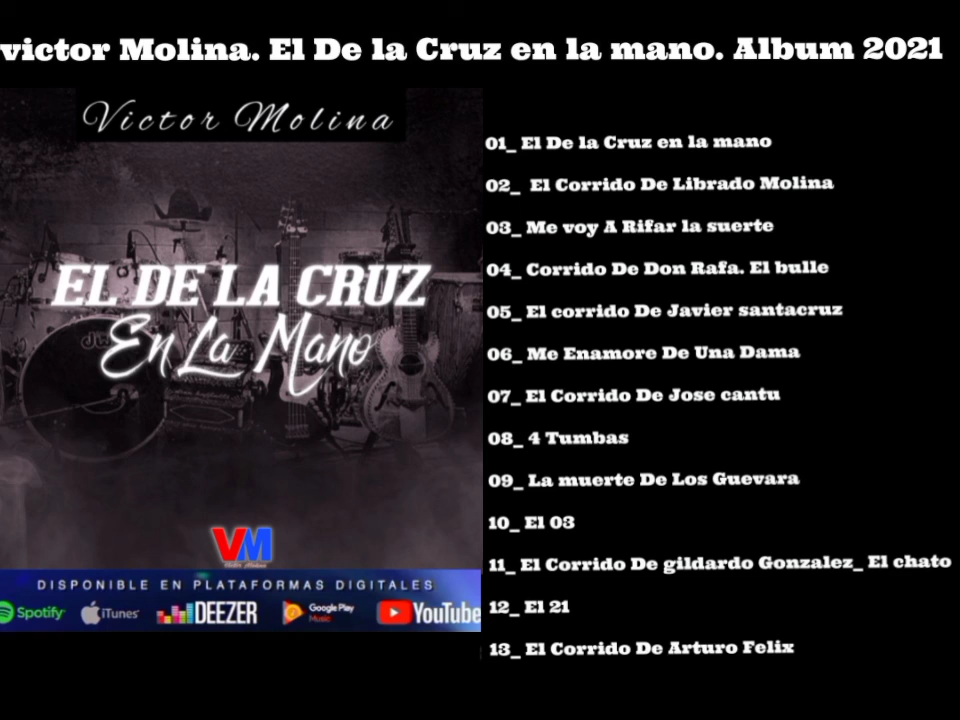 victor Molina. El De la Cruz en la mano. Album 2021
Victor Molina
EL DE LA CRUZ
En La Mano
VM
DISPONIBLE EN PLATAFORMAS DIGITALES
Spotify
iTunes
DEEZER
Google Play
Music
YouTube
01_ El De la Cruz en la mano
02_ El Corrido De Librado Molina
03_ Me voy A Rifar la suerte
04_ Corrido De Don Rafa. El bulle
05_ El corrido De Javier santacruz
06_ Me Enamore De Una Dama
07_ El Corrido De Jose cantu
08_ 4 Tumbas
09_ La muerte De Los Guevara
10_ El 03
11_ El Corrido De gildardo Gonzalez_ El chato
12_ El 21
13_ El Corrido De Arturo Felix